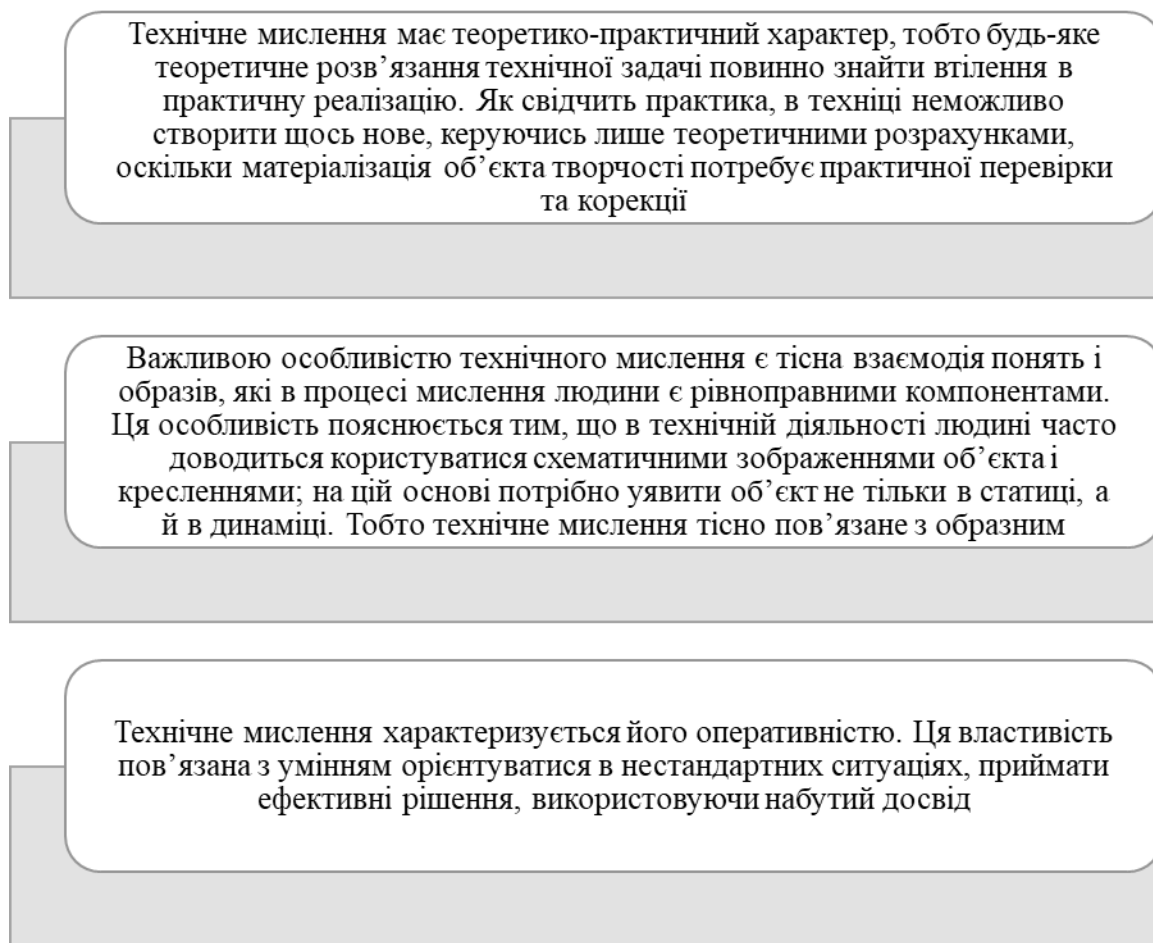 Технічне мислення має теоретико-практичний характер, тобто будь-яке
теоретичне розв’язання технічної задачі повинно знайти втілення в
практичну реалізацію. Як свідчить практика, в техніці неможливо
створити щось нове, керуючись лише теоретичними розрахунками,
оскільки матеріалізація об’єкта творчості потребує практичної перевірки
та корекції
Важливою особливістю технічного мислення є тісна взаємодія понять і
образів, які в процесі мислення людини є рівноправними компонентами.
Ця особливість пояснюється тим, що в технічній діяльності людині часто
доводиться користуватися схематичними зображеннями об’єкта і
кресленнями; на цій основі потрібно уявити об’єкт не тільки в статиці, а
й в динаміці. Тобто технічне мислення тісно пов’язане з образним
Технічне мислення характеризується його оперативністю. Ця властивість
пов’язана з умінням орієнтуватися в нестандартних ситуаціях, приймати
ефективні рішення, використовуючи набутий досвід